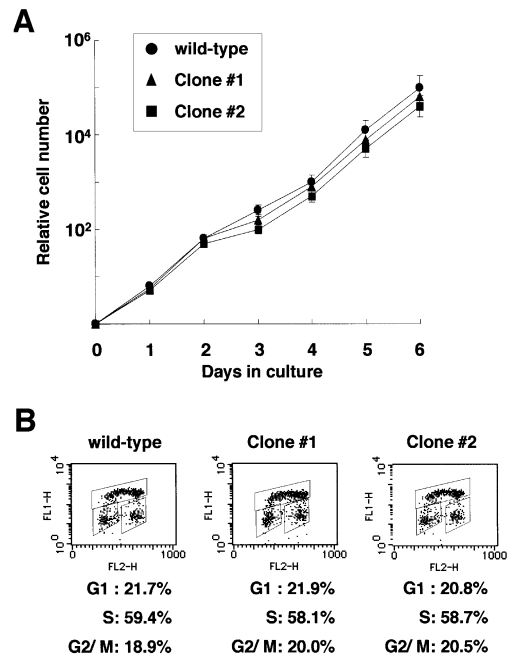 A
10^6
wild-type
Clone #1
Clone #2
10^4
10^2
Relative cell number
0 1 2 3 4 5 6
Days in culture
B
wild-type Clone #1 Clone #2
10^4 10^4 10^4
FL1-H FL1-H FL1-H
10^0 10^0 10^0
0 1000 0 1000 0 1000
FL2-H FL2-H FL2-H
G1 : 21.7% G1 : 21.9% G1 : 20.8%
S: 59.4% S: 58.1% S: 58.7%
G2/ M: 18.9% G2/ M: 20.0% G2/ M: 20.5%